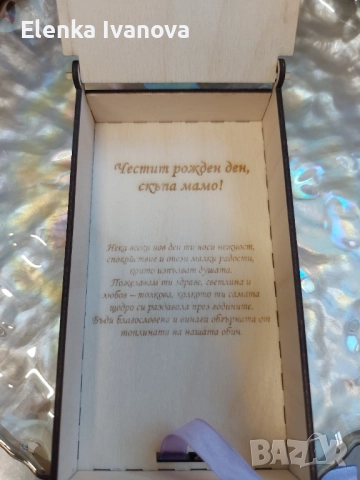 Elenka Ivanova
Честит рожден ден,
скъпа мамо!
Нека всеки нов ден ти носи нежност,
спокойствие и онези малки радости,
които изпълват душата.
Пожелавам ти здраве, светлина и
любов – толкова, колкото ти самата
щедро си раздавала през годините.
Бъди благословена и винаги обгърната от
топлината на нашата обич.
BAZAR